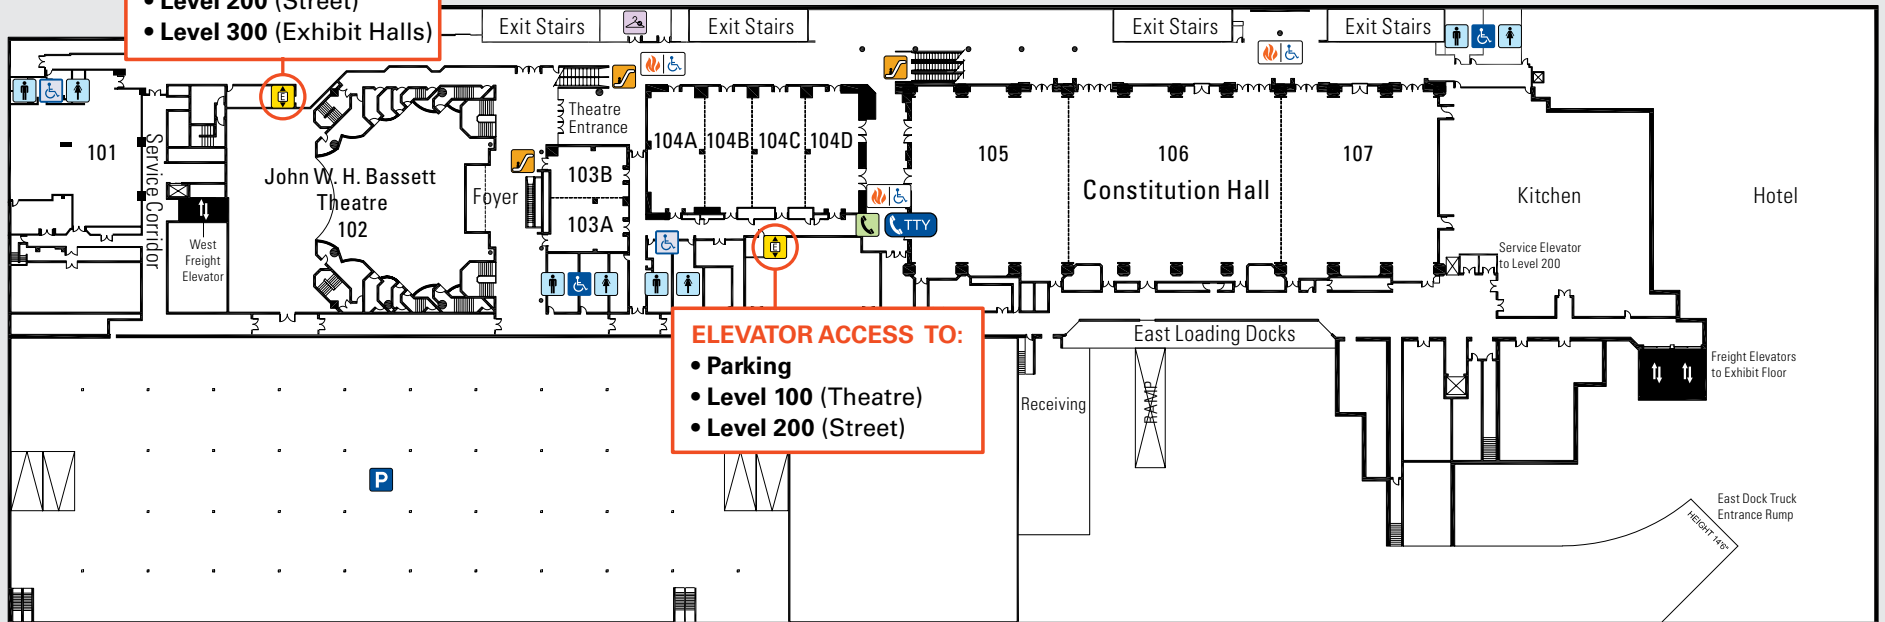 • Level 200 (Street)
• Level 300 (Exhibit Halls)
Exit Stairs
Exit Stairs
Exit Stairs
Exit Stairs
E
Theatre
Entrance
101
Service Corridor
John W. H. Bassett
Theatre
102
Foyer
103B
103A
104A
104B
104C
104D
105
106
107
Constitution Hall
Kitchen
Hotel
TTY
West
Freight
Elevator
E
Service Elevator
to Level 200
ELEVATOR ACCESS TO:
• Parking
• Level 100 (Theatre)
• Level 200 (Street)
East Loading Docks
Receiving
RAMP
Freight Elevators
to Exhibit Floor
P
East Dock Truck
Entrance Rump
HEIGHT 14'6"